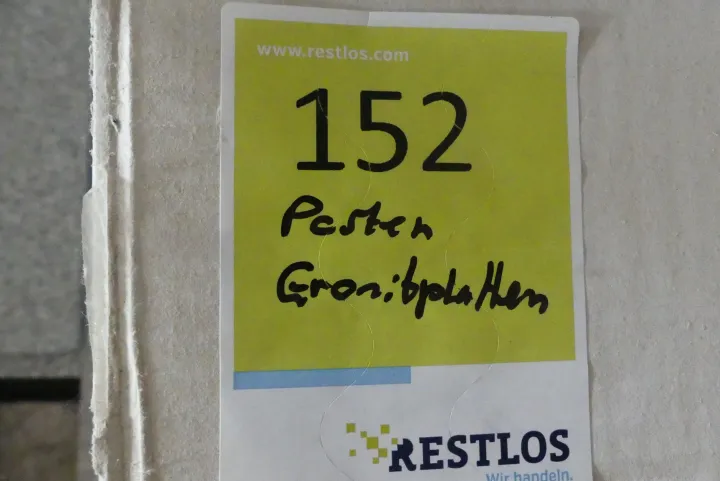 www.restlos.com
152
Posten
Granitplatten
RESTLOS
Wir handeln.